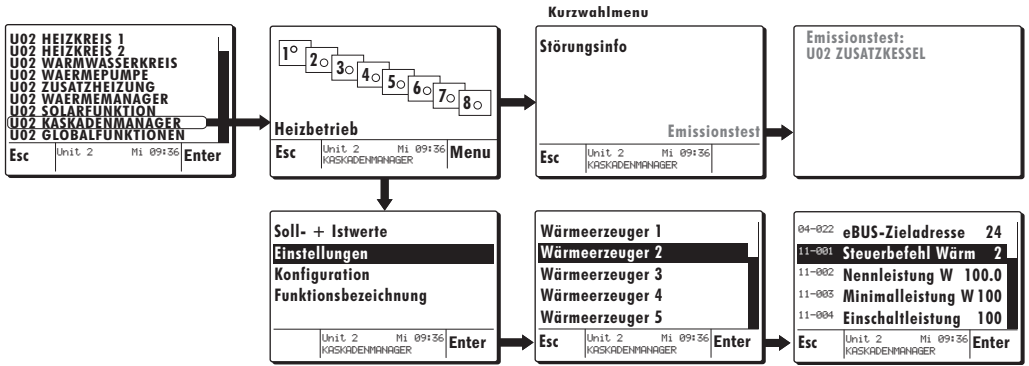 Kurzwahlmenu
U02 HEIZKREIS 1
U02 HEIZKREIS 2
U02 WARMWASSERKREIS
U02 WAERMEPUMPE
U02 ZUSATZHEIZUNG
U02 WAERMEMANAGER
U02 SOLARFUNKTION
U02 KASKADENMANAGER
U02 GLOBALFUNKTIONEN
Esc Unit 2 Mi 09:36 Enter
1 2 3 4 5 6 7 8
Heizbetrieb
Esc Unit 2 Mi 09:36 Menu
KASKADENMANAGER
Störungsinfo
Emissionstest
Esc Unit 2 Mi 09:36
KASKADENMANAGER
Emissionstest:
U02 ZUSATZKESSEL
Soll- + Istwerte
Einstellungen
Konfiguration
Funktionsbezeichnung
Unit 2 Mi 09:36 Enter
KASKADENMANAGER
Wärmeerzeuger 1
Wärmeerzeuger 2
Wärmeerzeuger 3
Wärmeerzeuger 4
Wärmeerzeuger 5
Esc Unit 2 Mi 09:36 Enter
KASKADENMANAGER
04-022 eBUS-Zieladresse 24
11-001 Steuerbefehl Wärm 2
11-002 Nennleistung W 100.0
11-003 Minimalleistung W 100
11-004 Einschaltleistung 100
Esc Unit 2 Mi 09:36 Enter
KASKADENMANAGER